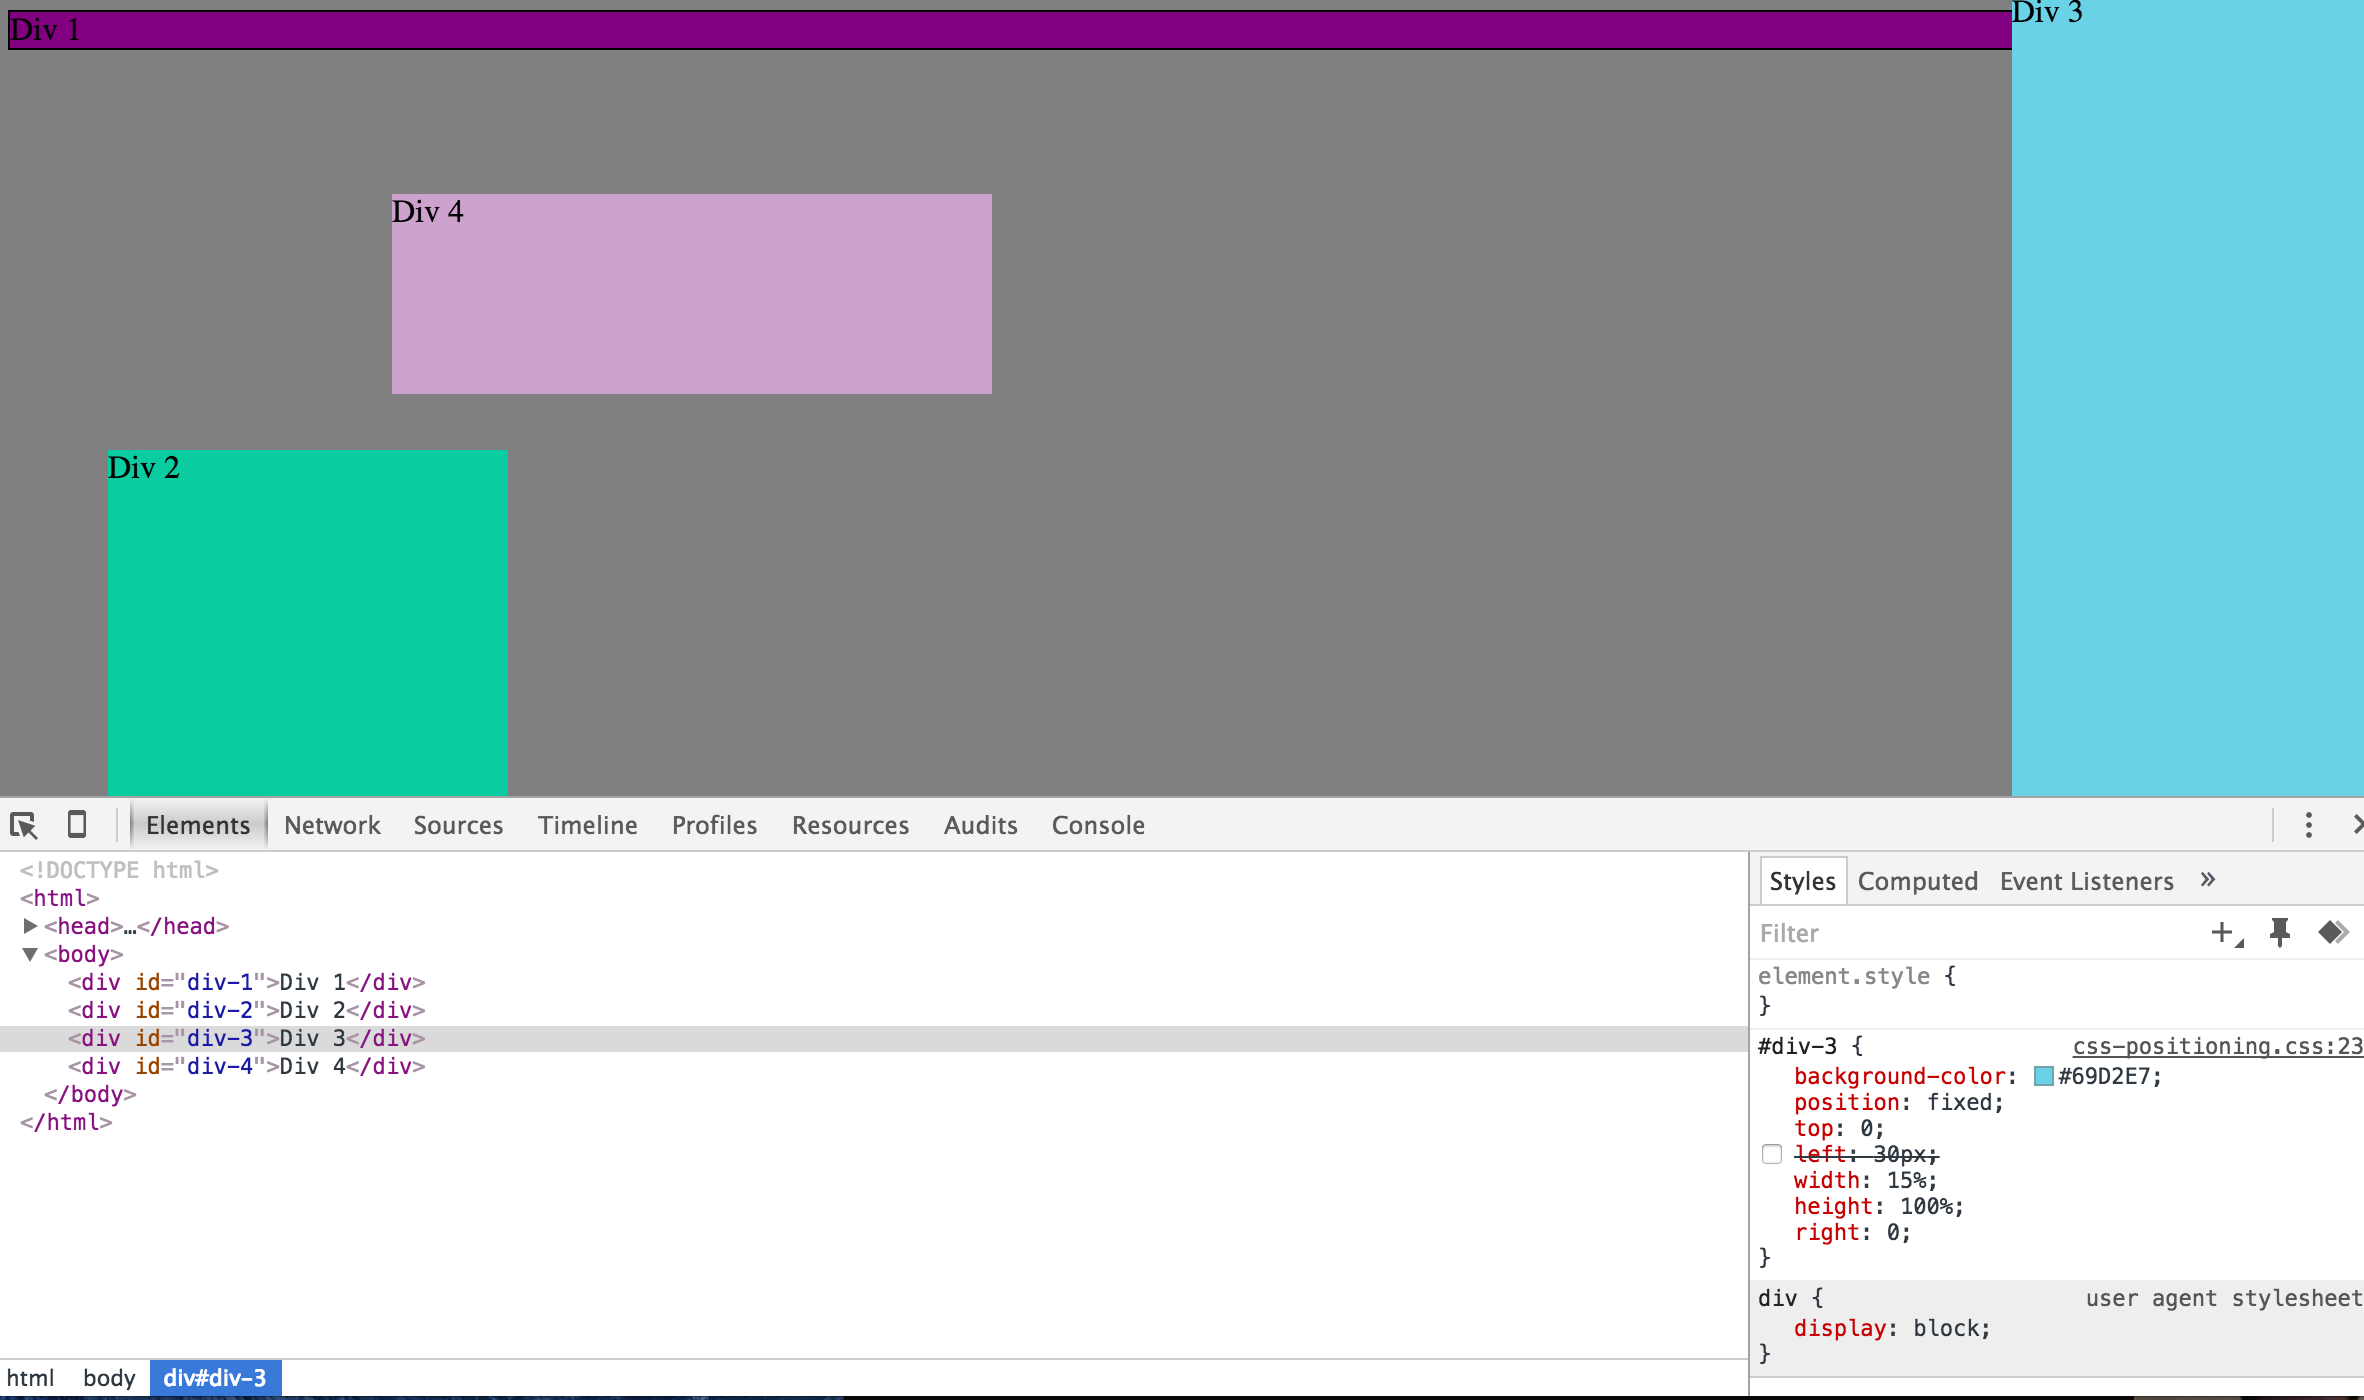 Div 1
Div 3
Div 4
Div 2
Elements Network Sources Timeline Profiles Resources Audits Console
<!DOCTYPE html>
<html>
<head>…</head>
<body>
<div id="div-1">Div 1</div>
<div id="div-2">Div 2</div>
<div id="div-3">Div 3</div>
<div id="div-4">Div 4</div>
</body>
</html>
html body div#div-3
Styles Computed Event Listeners »
Filter
element.style {
}
#div-3 { css-positioning.css:23
background-color: #69D2E7;
position: fixed;
top: 0;
left: 30px;
width: 15%;
height: 100%;
right: 0;
}
div { user agent stylesheet
display: block;
}